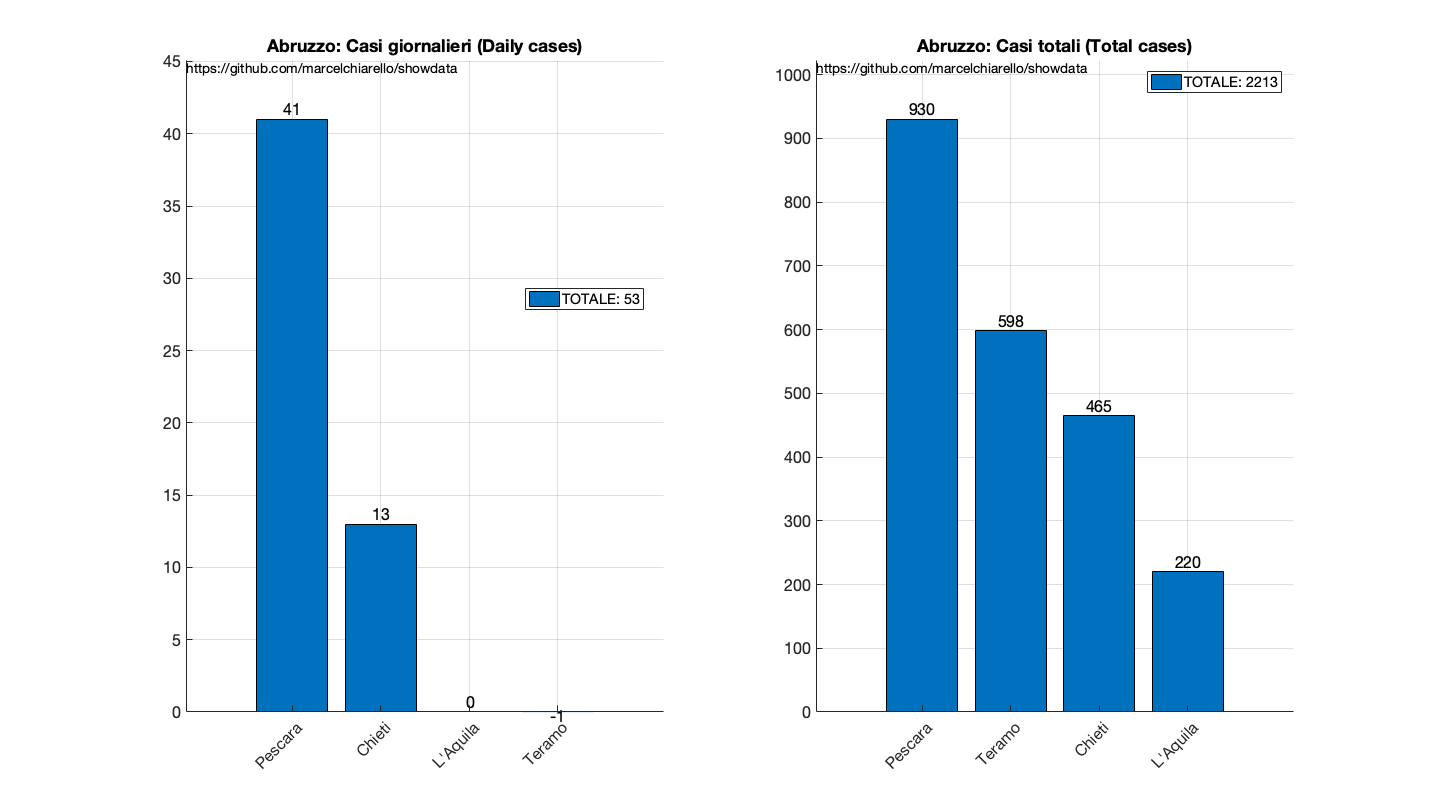 Abruzzo: Casi giornalieri (Daily cases)
https://github.com/marcelchiarello/showdata
45
40
35
30
25
20
15
10
5
0
41
13
0
-1
TOTALE: 53
Pescara
Chieti
L'Aquila
Teramo
Abruzzo: Casi totali (Total cases)
https://github.com/marcelchiarello/showdata
TOTALE: 2213
1000
900
800
700
600
500
400
300
200
100
0
930
598
465
220
Pescara
Teramo
Chieti
L'Aquila